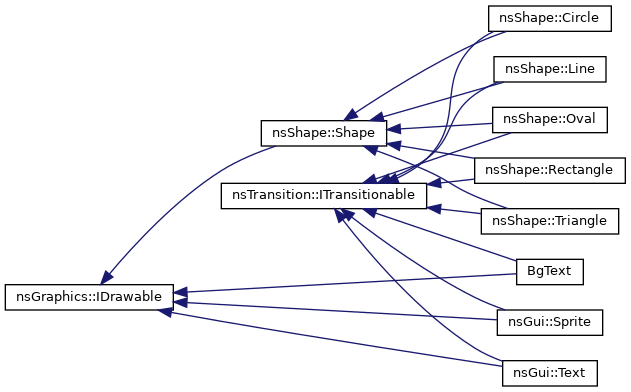 nsShape::Circle
nsShape::Line
nsShape::Oval
nsShape::Shape
nsShape::Rectangle
nsTransition::ITransitionable
nsShape::Triangle
BgText
nsGraphics::IDrawable
nsGui::Sprite
nsGui::Text